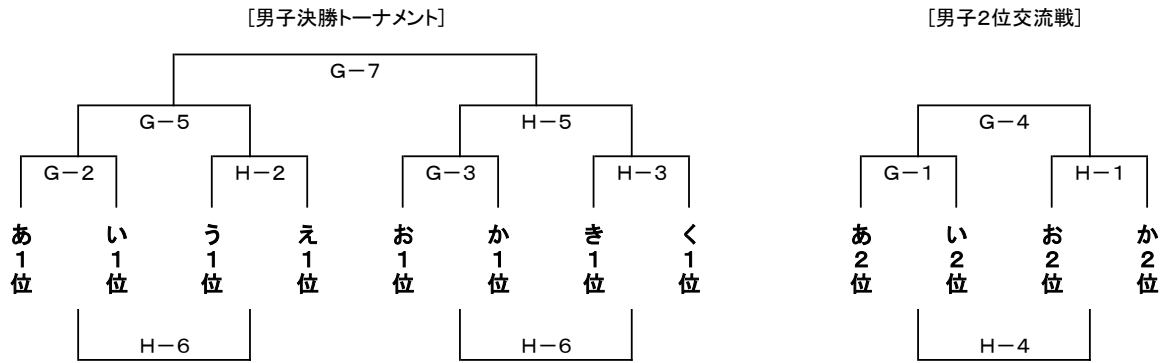 [男子決勝トーナメント]
[男子２位交流戦]
Ｇ－７
Ｇ－５
Ｈ－５
Ｇ－４
Ｇ－２
Ｈ－２
Ｇ－３
Ｈ－３
Ｇ－１
Ｈ－１
あ１位
い１位
う１位
え１位
お１位
か１位
き１位
く１位
あ２位
い２位
お２位
か２位
Ｈ－６
Ｈ－６
Ｈ－４